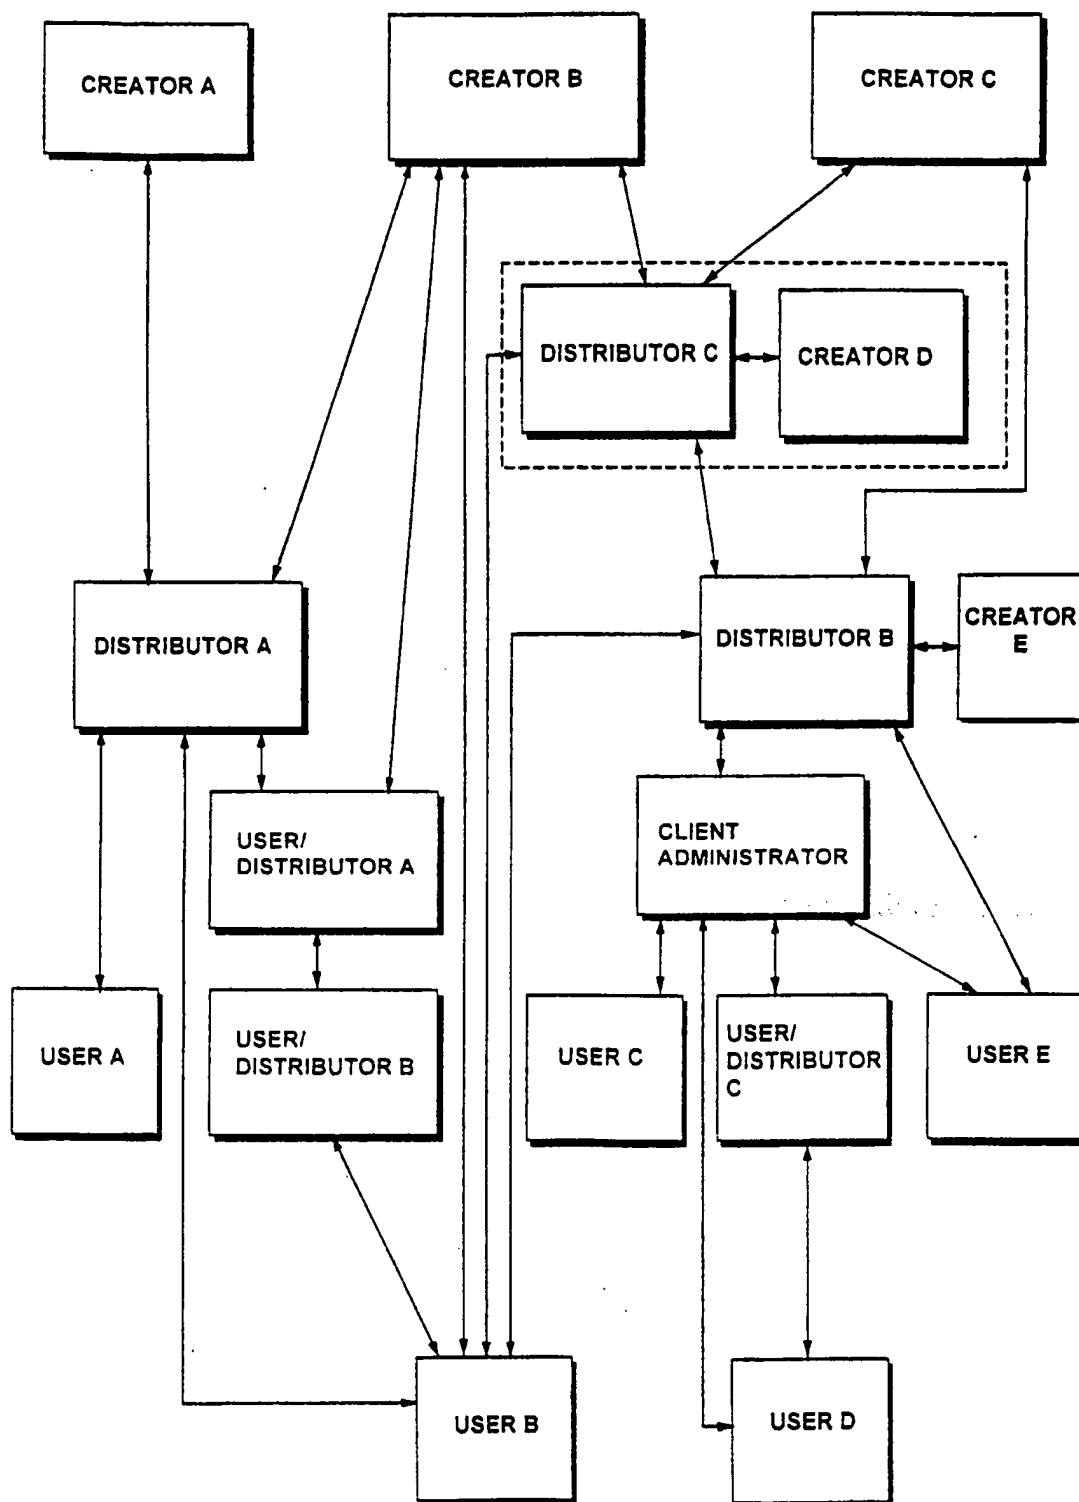 CREATOR A
CREATOR B
CREATOR C
DISTRIBUTOR C
CREATOR D
DISTRIBUTOR A
DISTRIBUTOR B
CREATOR
E
USER/
DISTRIBUTOR A
CLIENT
ADMINISTRATOR
USER A
USER/
DISTRIBUTOR B
USER C
USER/
DISTRIBUTOR
C
USER E
USER B
USER D